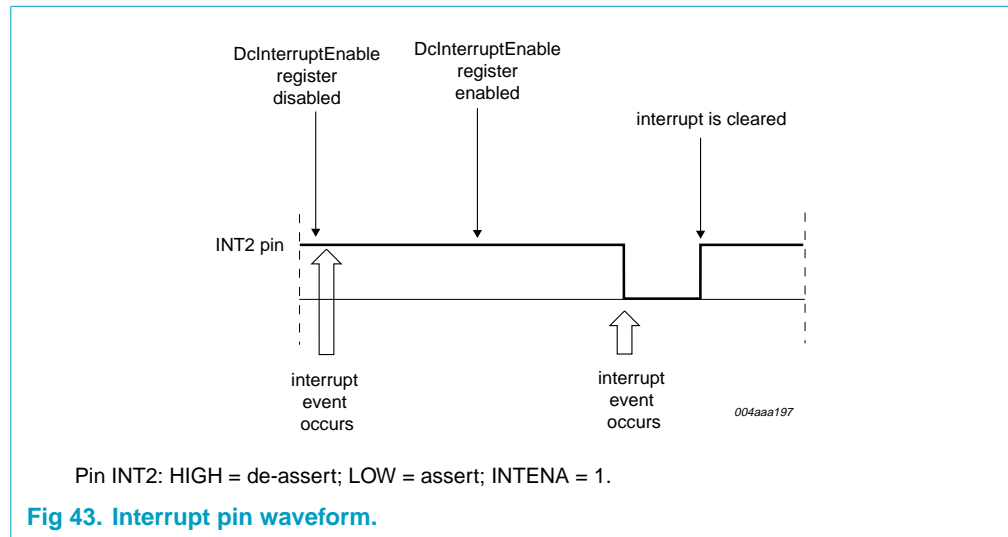 DcInterruptEnable
register
disabled
DcInterruptEnable
register
enabled
interrupt is cleared
INT2 pin
interrupt
event
occurs
interrupt
event
occurs
004aaa197
Pin INT2: HIGH = de-assert; LOW = assert; INTENA = 1.
Fig 43. Interrupt pin waveform.